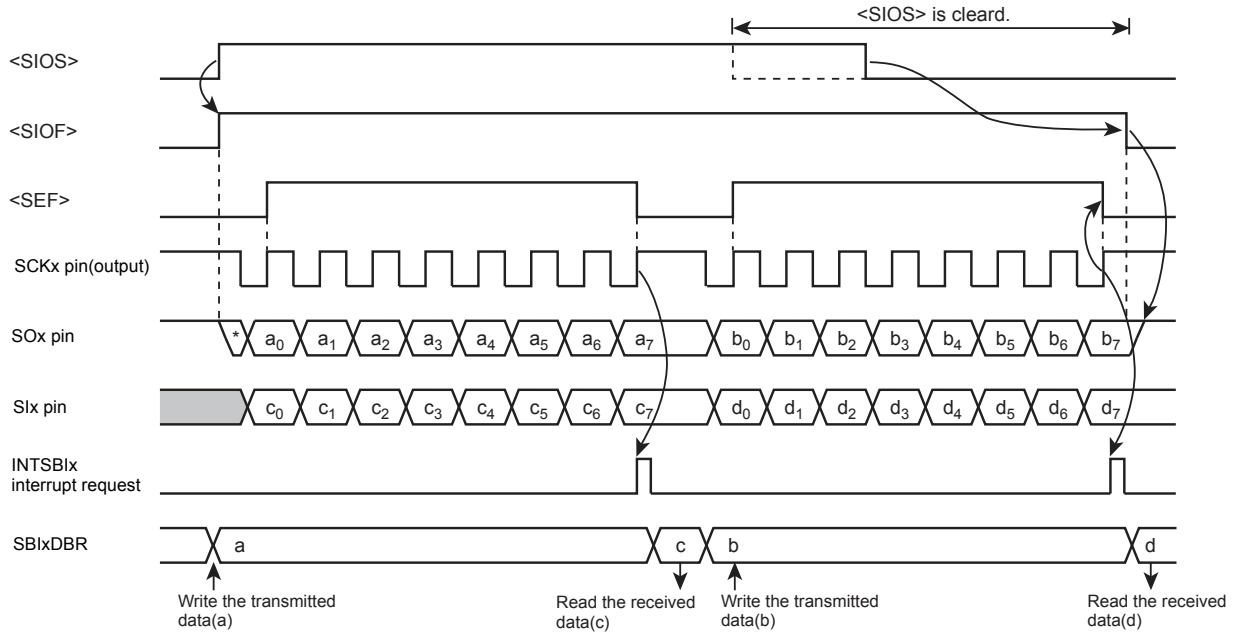 <SIOS> is cleard.
<SIOS>
<SIOF>
<SEF>
SCKx pin(output)
SOx pin
* a0 a1 a2 a3 a4 a5 a6 a7 b0 b1 b2 b3 b4 b5 b6 b7
SIx pin
c0 c1 c2 c3 c4 c5 c6 c7 d0 d1 d2 d3 d4 d5 d6 d7
INTSBIx
interrupt request
SBIxDBR
a c b d
Write the transmitted
data(a)
Read the received
data(c)
Write the transmitted
data(b)
Read the received
data(d)